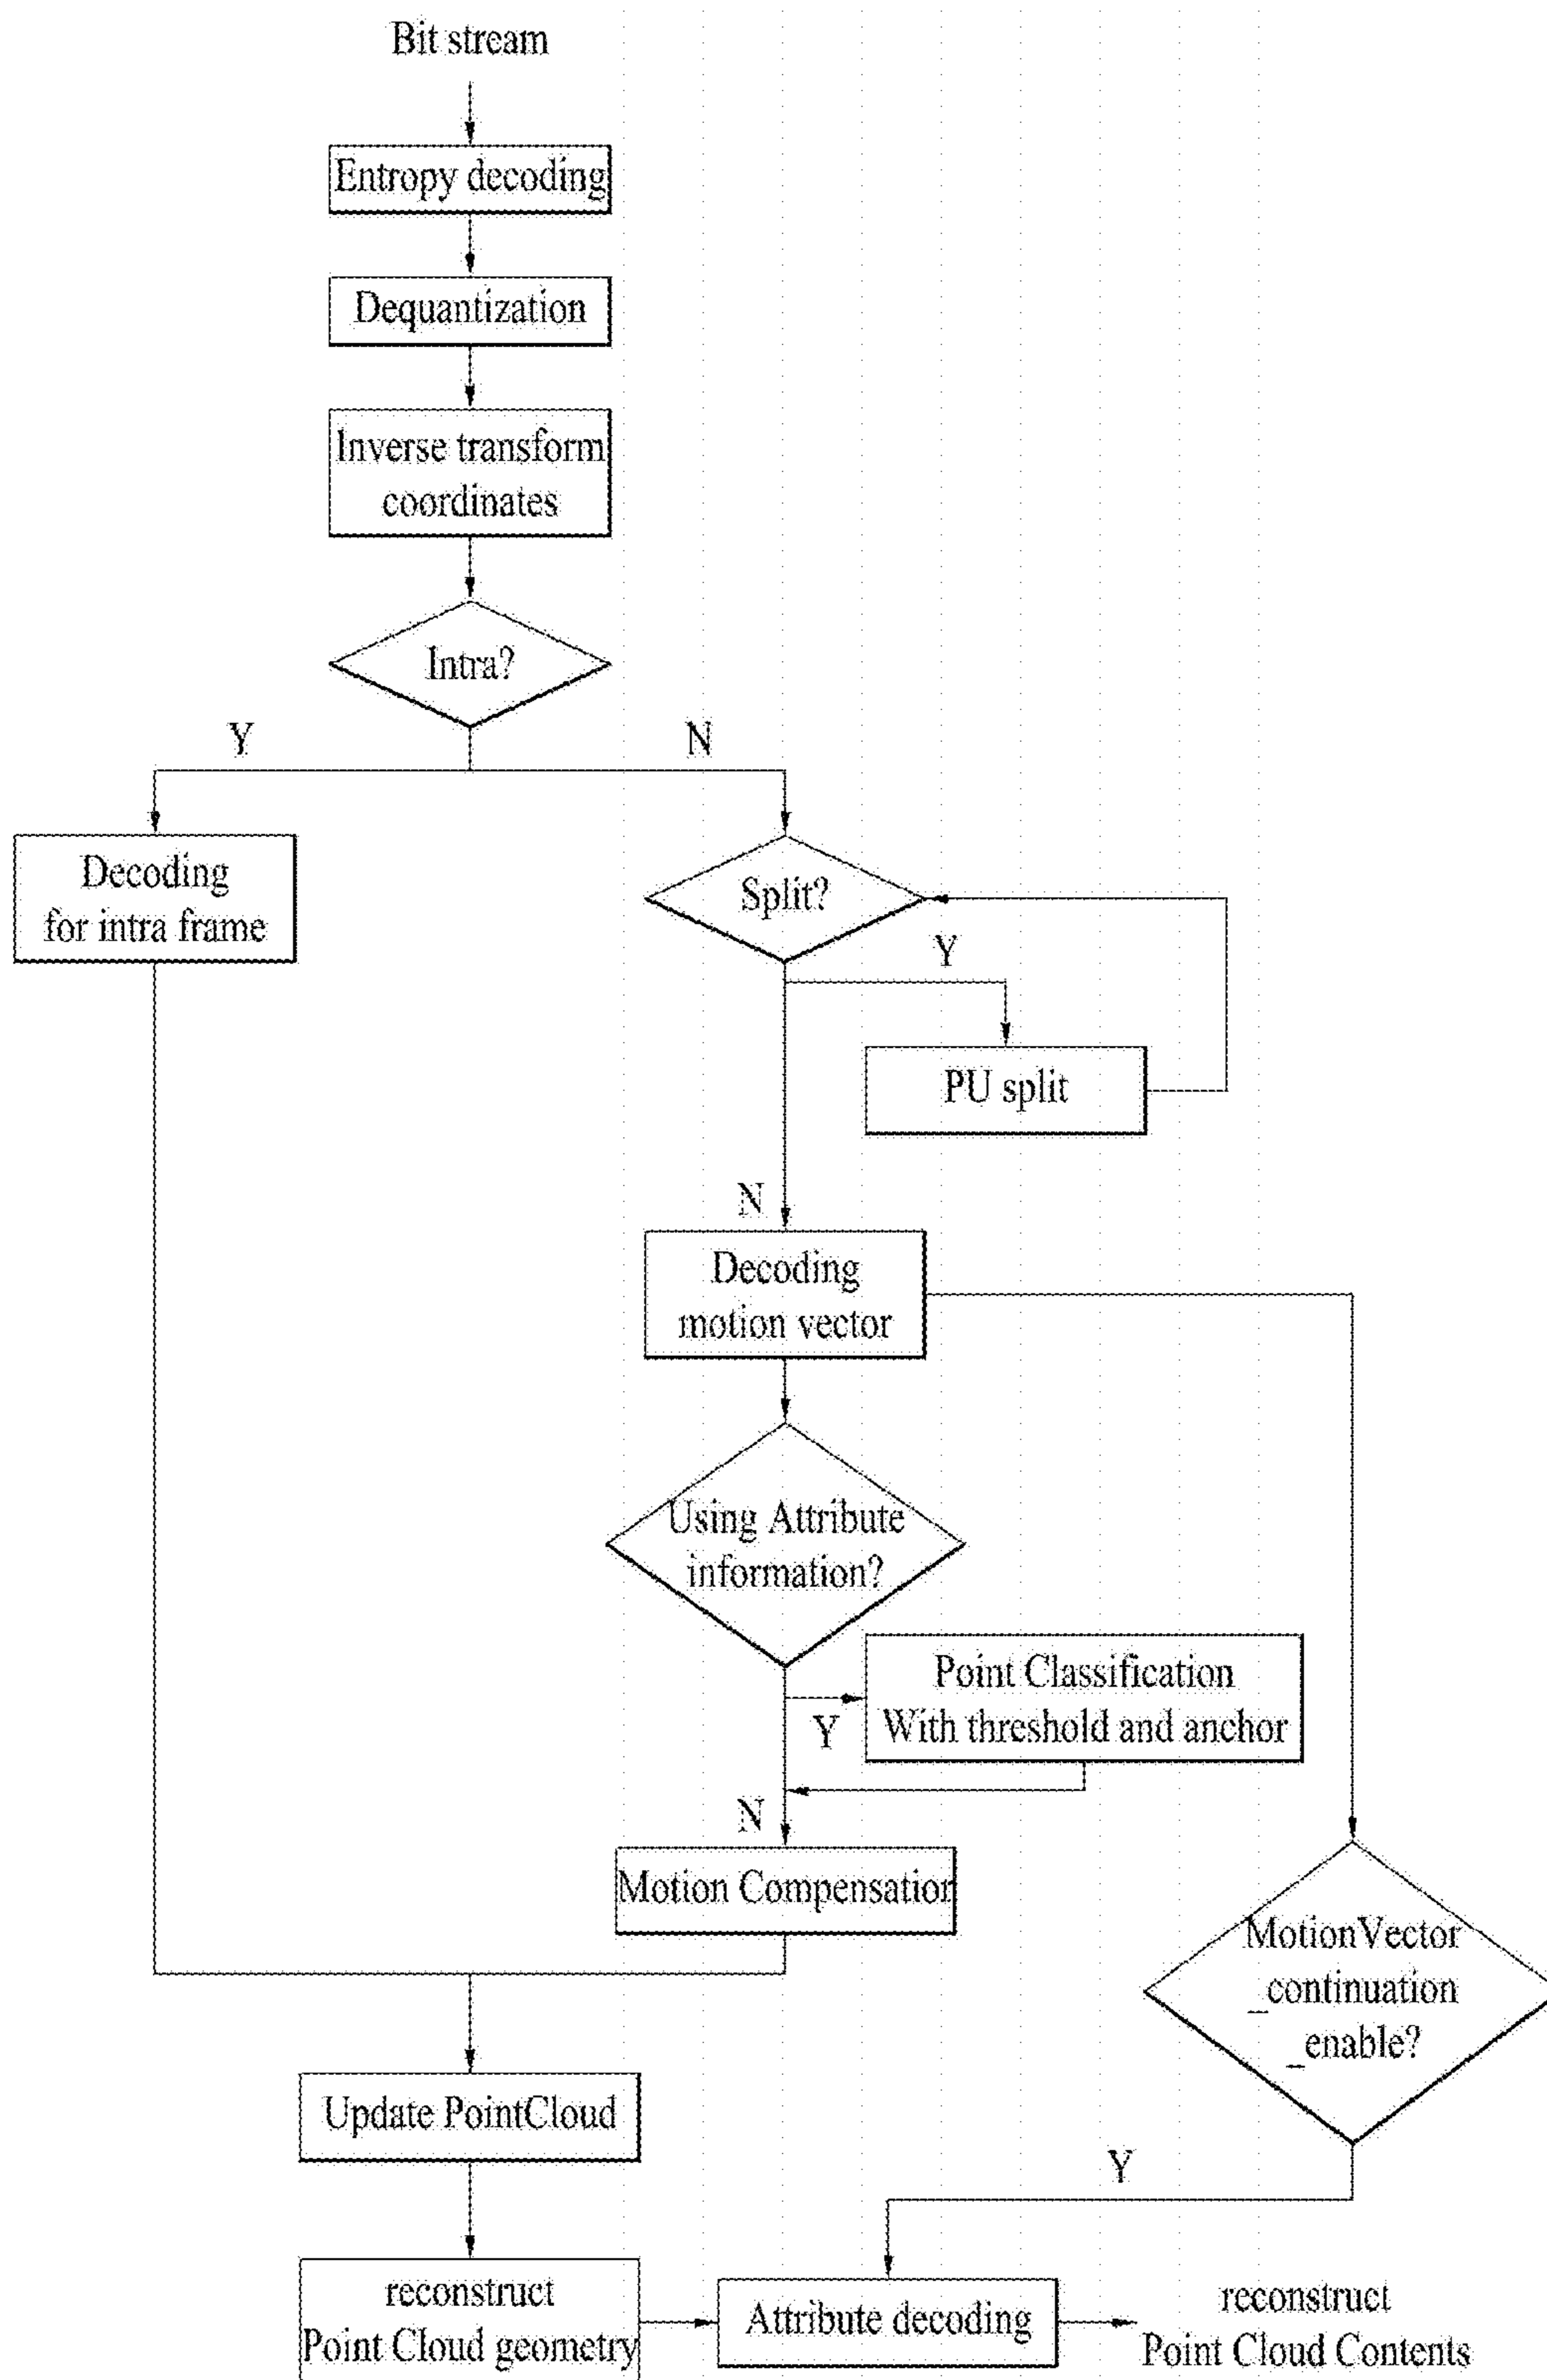 Bit stream
Entropy decoding
Dequantization
Inverse transform
coordinates
Intra?
Y
N
Decoding
for intra frame
Split?
Y
PU split
N
Decoding
motion vector
Using Attribute
information?
Point Classification
With threshold and anchor
Y
N
Motion Compensation
MotionVector
_continuation
_enable?
Update PointCloud
Y
reconstruct
Point Cloud geometry
Attribute decoding
reconstruct
Point Cloud Contents